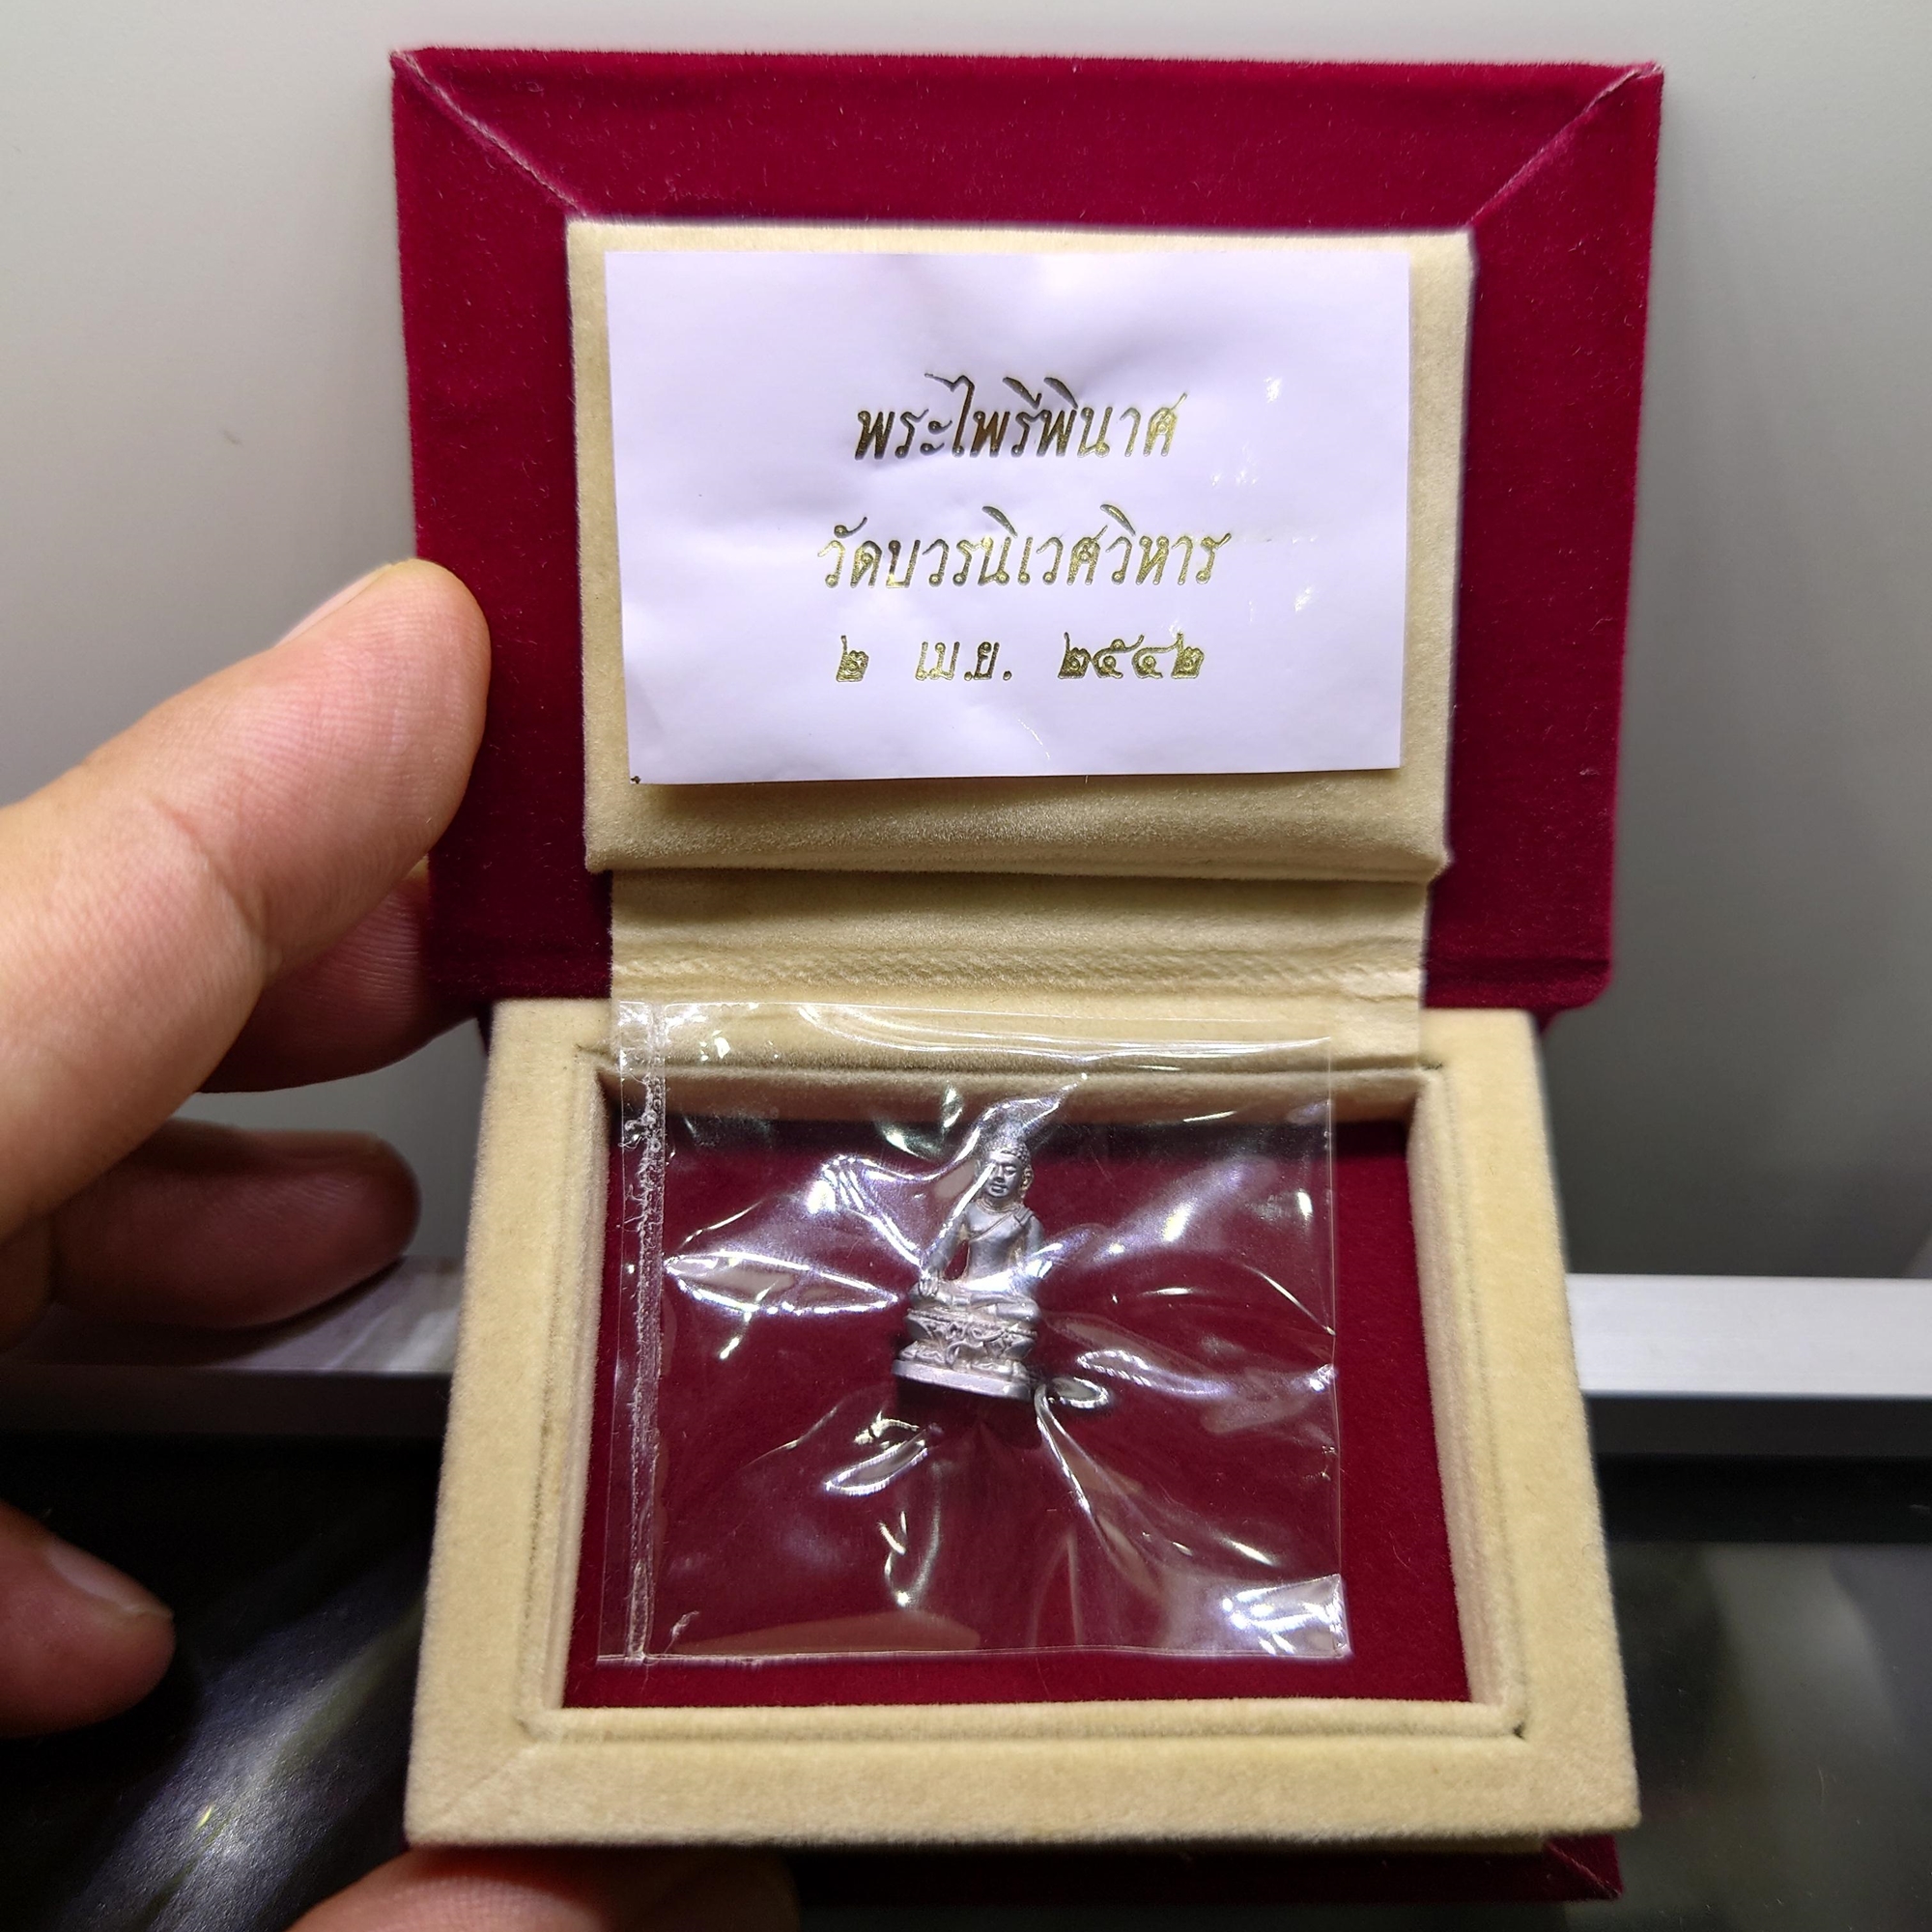 พระไพรีพินาศ
วัดบวรนิเวศวิหาร
๒ เม.ย. ๒๕๔๒